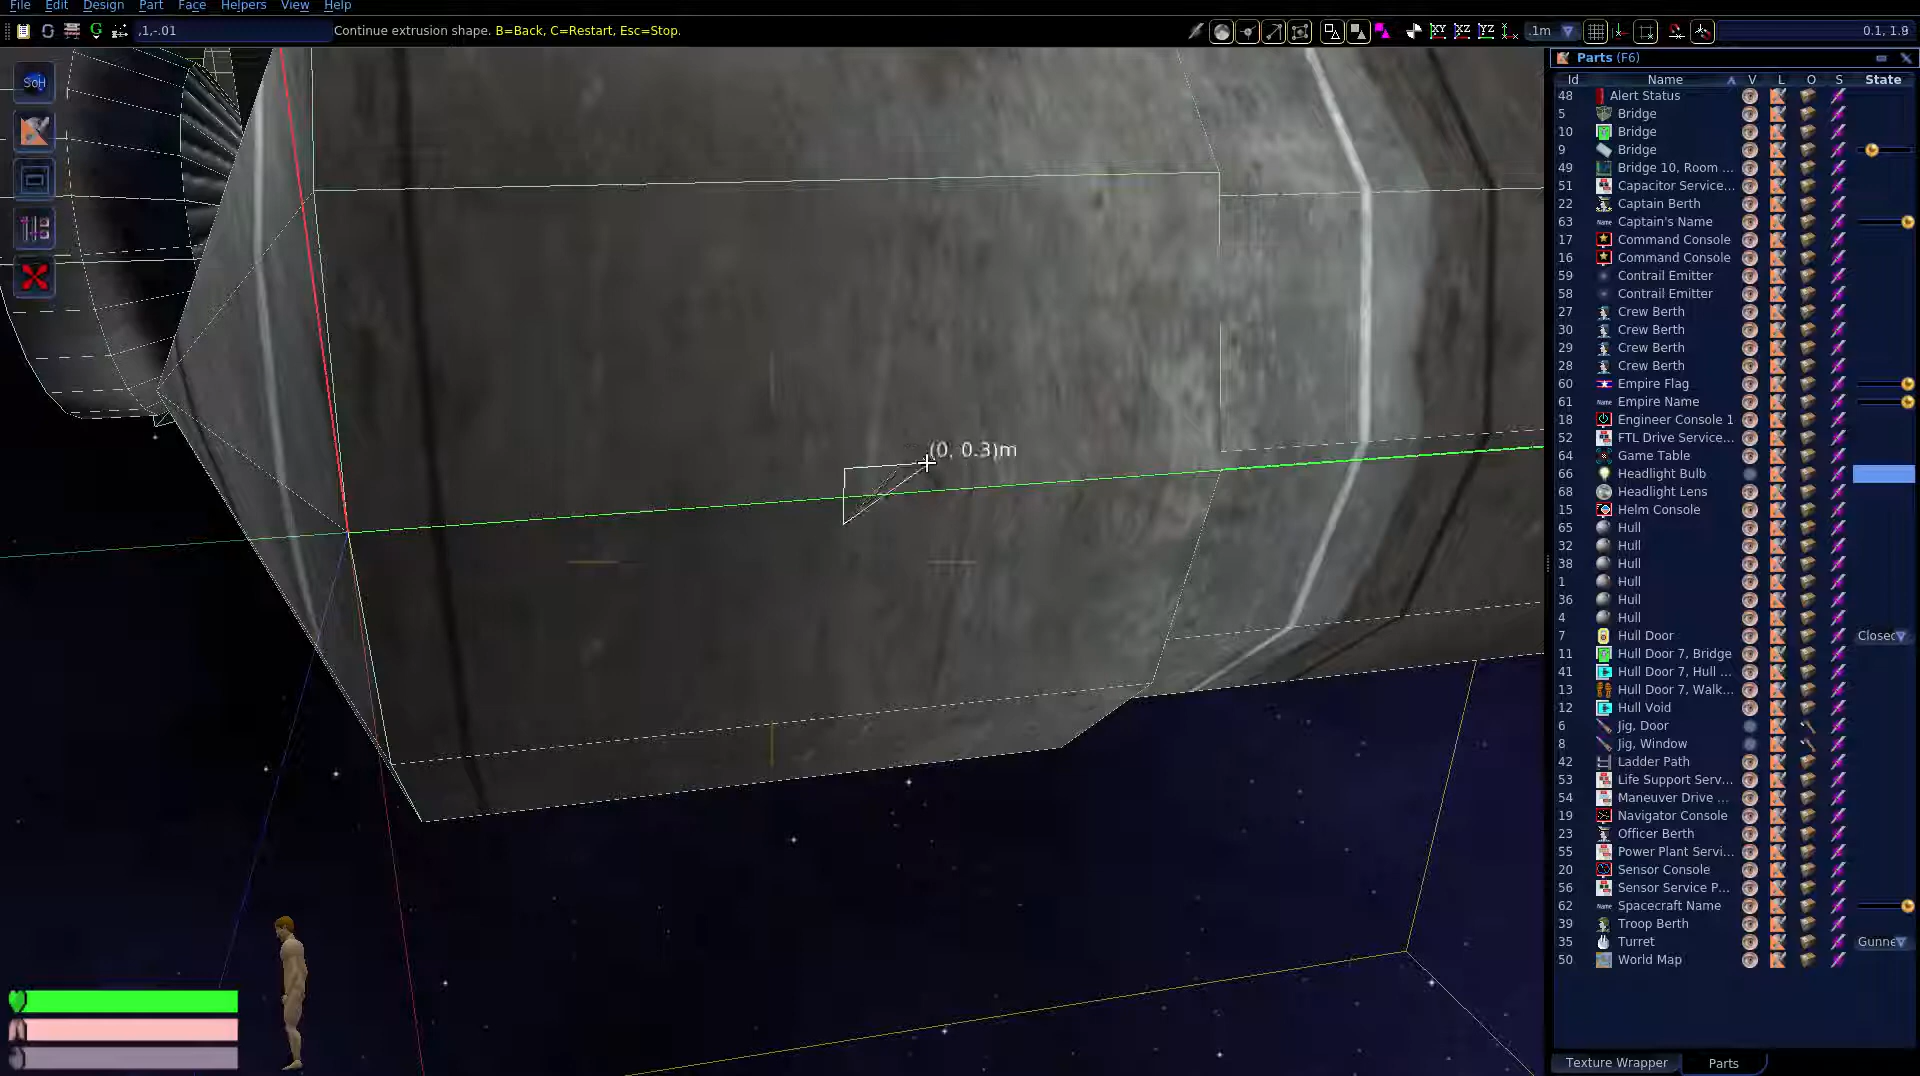 File Edit Design Part Face Helpers View Help
,1,-.01 Continue extrusion shape. B=Back, C=Restart, Esc=Stop. XY XZ YZ .1m 0.1, 1.9
Parts (F6)
SoH
Id Name V L O S State
48 Alert Status
5 Bridge
10 Bridge
9 Bridge
49 Bridge 10, Room ...
51 Capacitor Service...
22 Captain Berth
63 Name Captain's Name
17 Command Console
16 Command Console
59 Contrail Emitter
58 Contrail Emitter
27 Crew Berth
30 Crew Berth
29 Crew Berth
28 Crew Berth
60 Empire Flag
61 Name Empire Name
18 Engineer Console 1
52 FTL Drive Service...
64 Game Table
66 Headlight Bulb
68 Headlight Lens
15 Helm Console
65 Hull
32 Hull
38 Hull
1 Hull
36 Hull
4 Hull
7 Hull Door Closec
11 Hull Door 7, Bridge
41 Hull Door 7, Hull ...
13 Hull Door 7, Walk...
12 Hull Void
6 Jig, Door
8 Jig, Window
42 Ladder Path
53 Life Support Serv...
54 Maneuver Drive ...
19 Navigator Console
23 Officer Berth
55 Power Plant Servi...
20 Sensor Console
56 Sensor Service P...
62 Name Spacecraft Name
39 Troop Berth
35 Turret Gunne
50 World Map
(0, 0.3)m
Texture Wrapper Parts